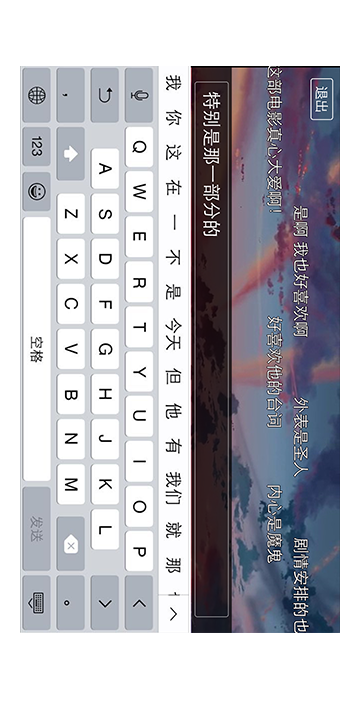 退出
是啊 我也好喜欢啊
外表是圣人
剧情安排的也
这部电影真心大爱啊！
好喜欢他的台词
内心是魔鬼
特别是那一部分的
我 你 这 在 一 不 是 今天 但 他 有 我们 就 那
Q W E R T Y U I O P
A S D F G H J K L
， Z X C V B N M 。
123 空格 发送